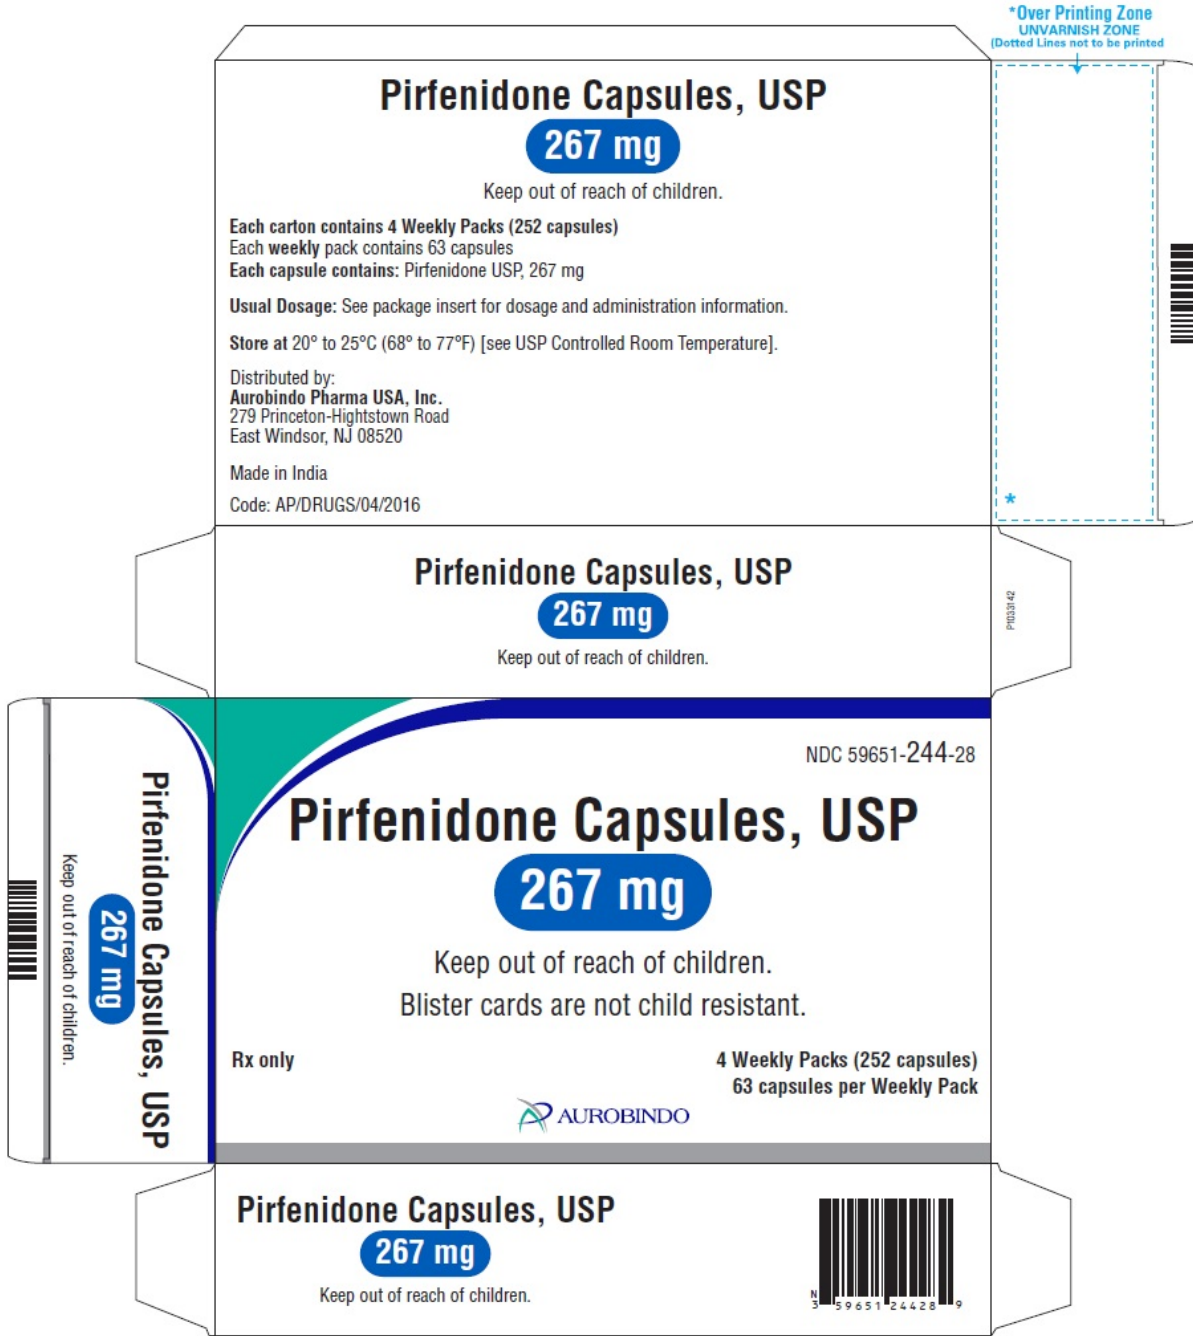 *Over Printing Zone
UNVARNISH ZONE
(Dotted Lines not to be printed
Pirfenidone Capsules, USP
267 mg
Keep out of reach of children.
Each carton contains 4 Weekly Packs (252 capsules)
Each weekly pack contains 63 capsules
Each capsule contains: Pirfenidone USP, 267 mg
Usual Dosage: See package insert for dosage and administration information.
Store at 20° to 25°C (68° to 77°F) [see USP Controlled Room Temperature].
Distributed by:
Aurobindo Pharma USA, Inc.
279 Princeton-Hightstown Road
East Windsor, NJ 08520
Made in India
Code: AP/DRUGS/04/2016
*
Pirfenidone Capsules, USP
267 mg
Keep out of reach of children.
P1033142
Pirfenidone Capsules, USP
267 mg
Keep out of reach of children.
NDC 59651-244-28
Pirfenidone Capsules, USP
267 mg
Keep out of reach of children.
Blister cards are not child resistant.
Rx only
4 Weekly Packs (252 capsules)
63 capsules per Weekly Pack
AUROBINDO
Pirfenidone Capsules, USP
267 mg
Keep out of reach of children.
N
3 59651 24428 9